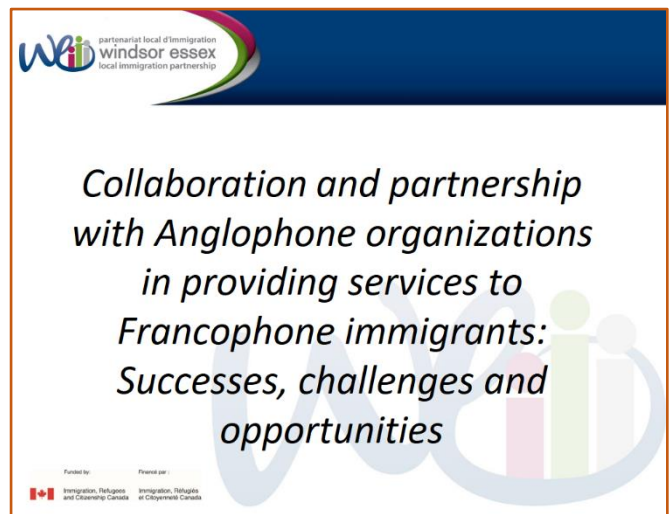 partenariat local d'immigration
windsor essex
local immigration partnership
Collaboration and partnership
with Anglophone organizations
in providing services to
Francophone immigrants:
Successes, challenges and
opportunities
Funded by:
Financé par :
Immigration, Refugees
and Citizenship Canada
Immigration, Réfugiés
et Citoyenneté Canada